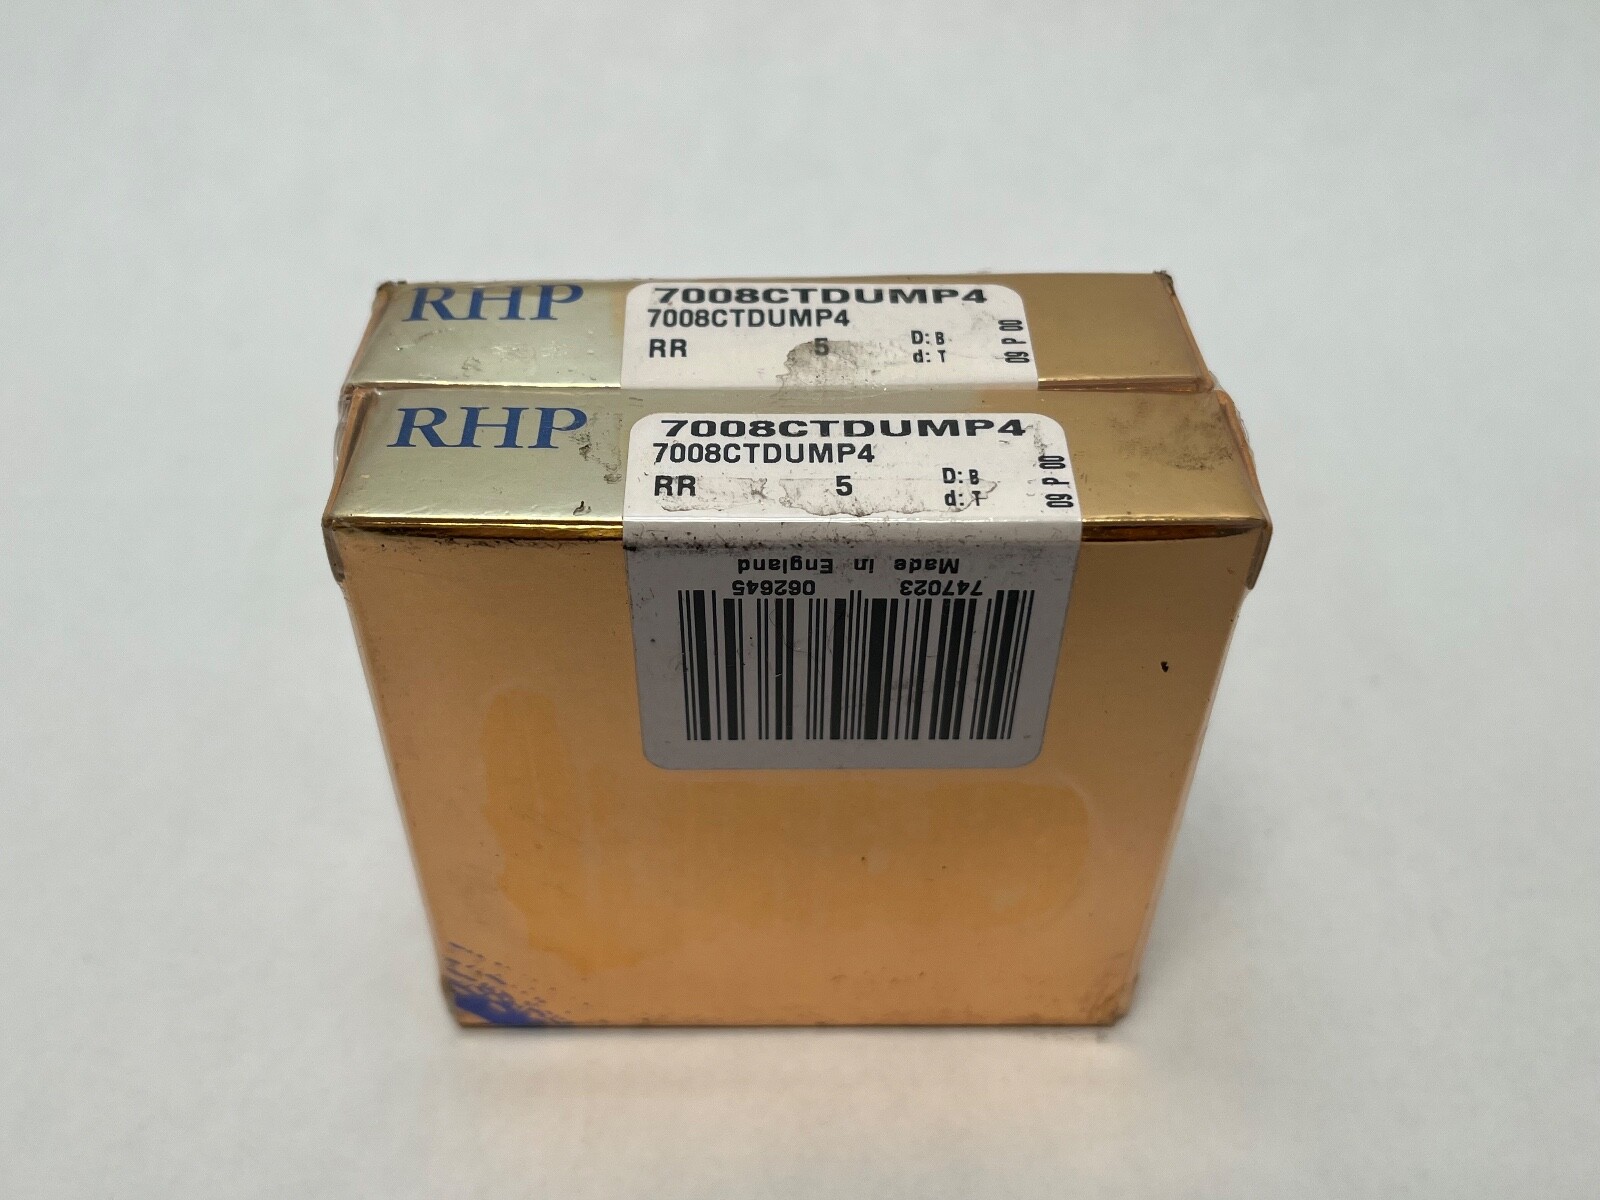 RHP
7008CTDUMP4
7008CTDUMP4
RR 5 D: B
d: T
09 P 00
RHP
7008CTDUMP4
7008CTDUMP4
RR 5 D: B
d: T
09 P 00
Made in England
747023 062645